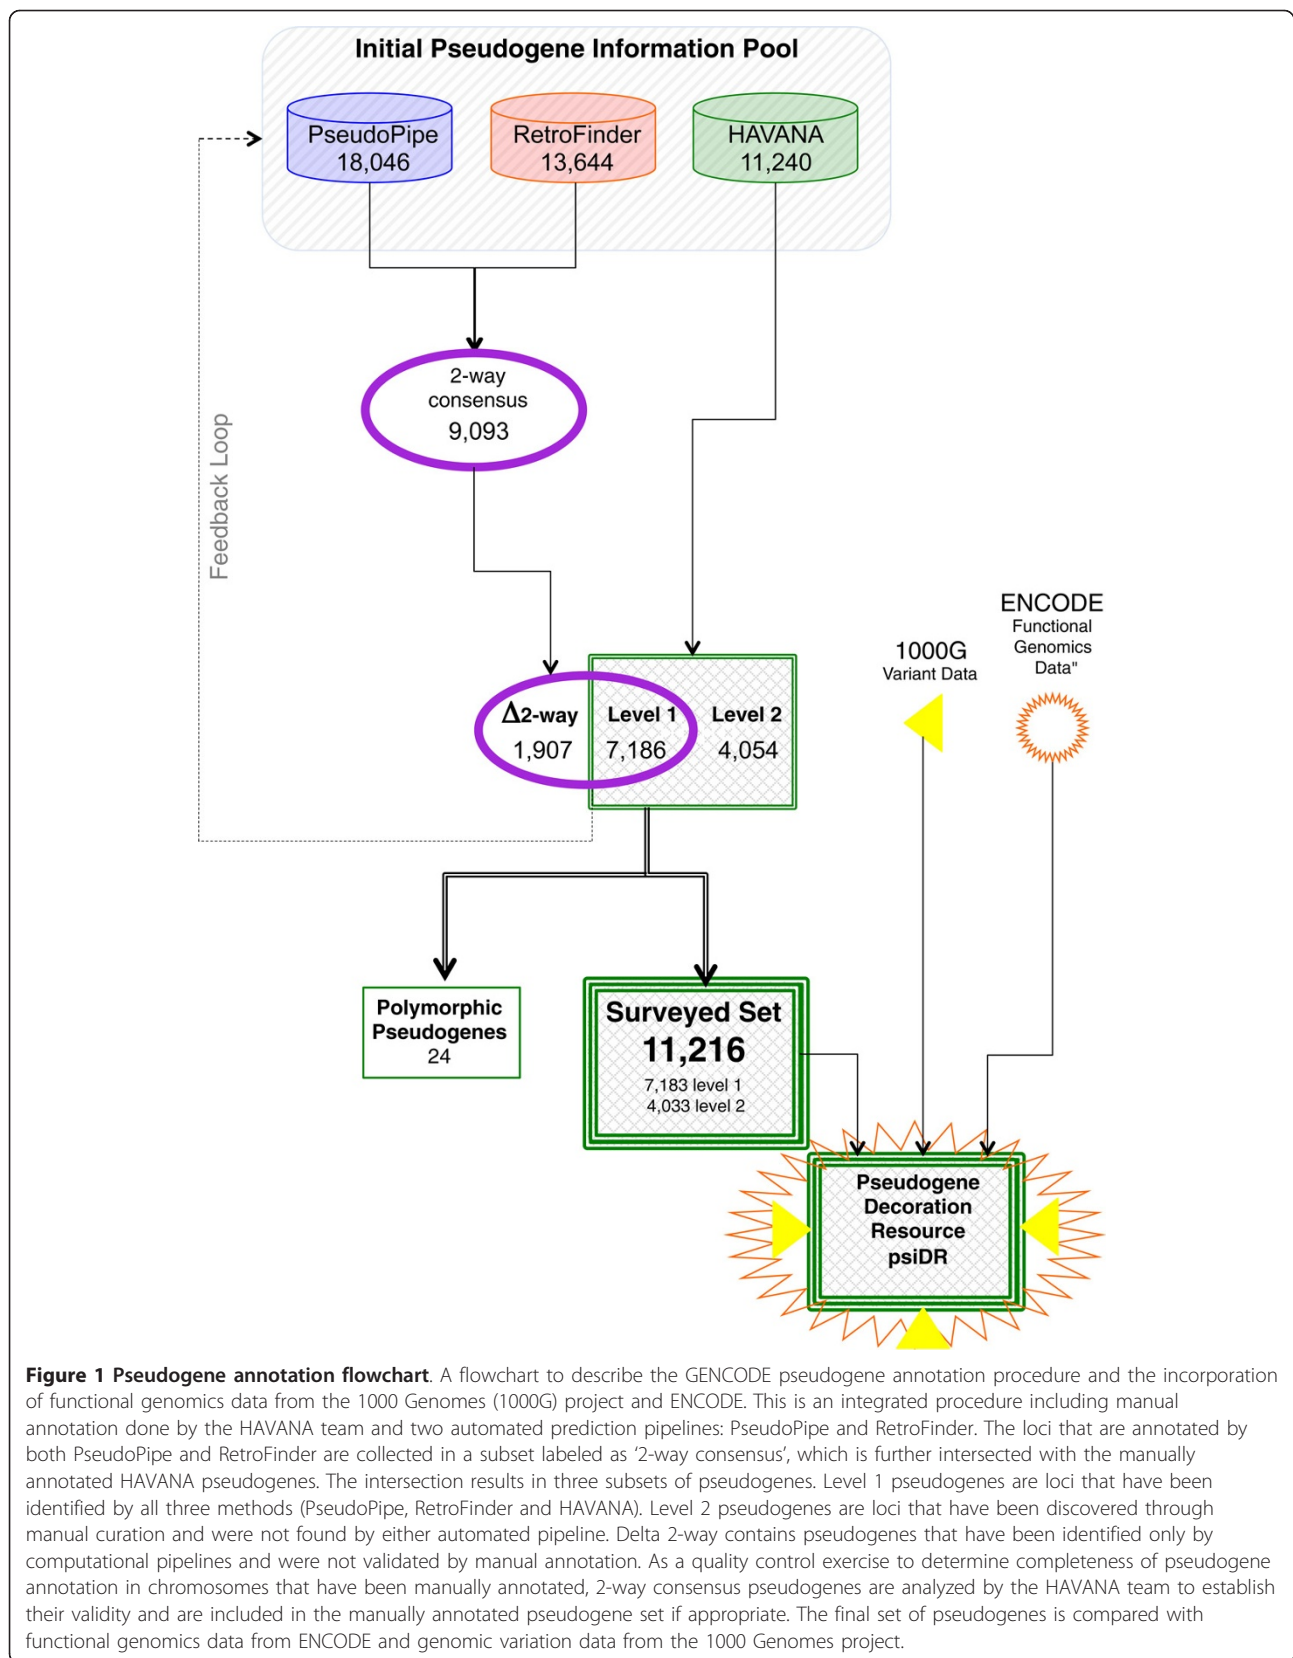 Initial Pseudogene Information Pool
PseudoPipe
18,046
RetroFinder
13,644
HAVANA
11,240
2-way
consensus
9,093
Feedback Loop
Δ2-way
1,907
Level 1
7,186
Level 2
4,054
1000G
Variant Data
ENCODE
Functional
Genomics
Data"
Polymorphic
Pseudogenes
24
Surveyed Set
11,216
7,183 level 1
4,033 level 2
Pseudogene
Decoration
Resource
psiDR
Figure 1 Pseudogene annotation flowchart. A flowchart to describe the GENCODE pseudogene annotation procedure and the incorporation
of functional genomics data from the 1000 Genomes (1000G) project and ENCODE. This is an integrated procedure including manual
annotation done by the HAVANA team and two automated prediction pipelines: PseudoPipe and RetroFinder. The loci that are annotated by
both PseudoPipe and RetroFinder are collected in a subset labeled as ‘2-way consensus’, which is further intersected with the manually
annotated HAVANA pseudogenes. The intersection results in three subsets of pseudogenes. Level 1 pseudogenes are loci that have been
identified by all three methods (PseudoPipe, RetroFinder and HAVANA). Level 2 pseudogenes are loci that have been discovered through
manual curation and were not found by either automated pipeline. Delta 2-way contains pseudogenes that have been identified only by
computational pipelines and were not validated by manual annotation. As a quality control exercise to determine completeness of pseudogene
annotation in chromosomes that have been manually annotated, 2-way consensus pseudogenes are analyzed by the HAVANA team to establish
their validity and are included in the manually annotated pseudogene set if appropriate. The final set of pseudogenes is compared with
functional genomics data from ENCODE and genomic variation data from the 1000 Genomes project.